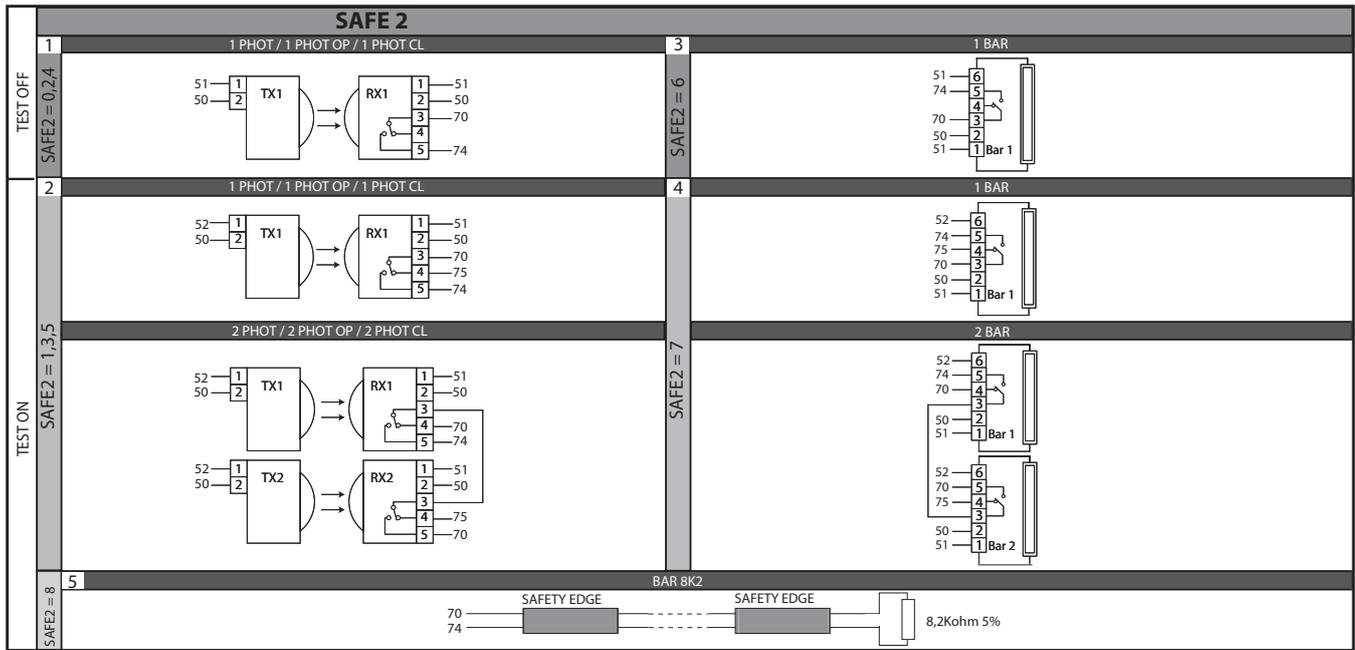 SAFE 2
TEST OFF
SAFE2 = 0,2,4
1
1 PHOT / 1 PHOT OP / 1 PHOT CL
51 1 TX1 RX1 1 51
50 2 2 50
3 70
4
5 74
3
SAFE2 = 6
1 BAR
51 6
74 5
4
70 3
50 2
51 1 Bar 1
TEST ON
SAFE2 = 1,3,5
2
1 PHOT / 1 PHOT OP / 1 PHOT CL
52 1 TX1 RX1 1 51
50 2 2 50
3 70
4 75
5 74
2 PHOT / 2 PHOT OP / 2 PHOT CL
52 1 TX1 RX1 1 51
50 2 2 50
3
4 70
5 74
52 1 TX2 RX2 1 51
50 2 2 50
3
4 75
5 70
4
SAFE2 = 7
1 BAR
52 6
74 5
75 4
70 3
50 2
51 1 Bar 1
2 BAR
52 6
74 5
70 4
3
50 2
51 1 Bar 1
52 6
70 5
75 4
3
50 2
51 1 Bar 2
SAFE2 = 8
5
BAR 8K2
SAFETY EDGE SAFETY EDGE
70
74
8,2Kohm 5%